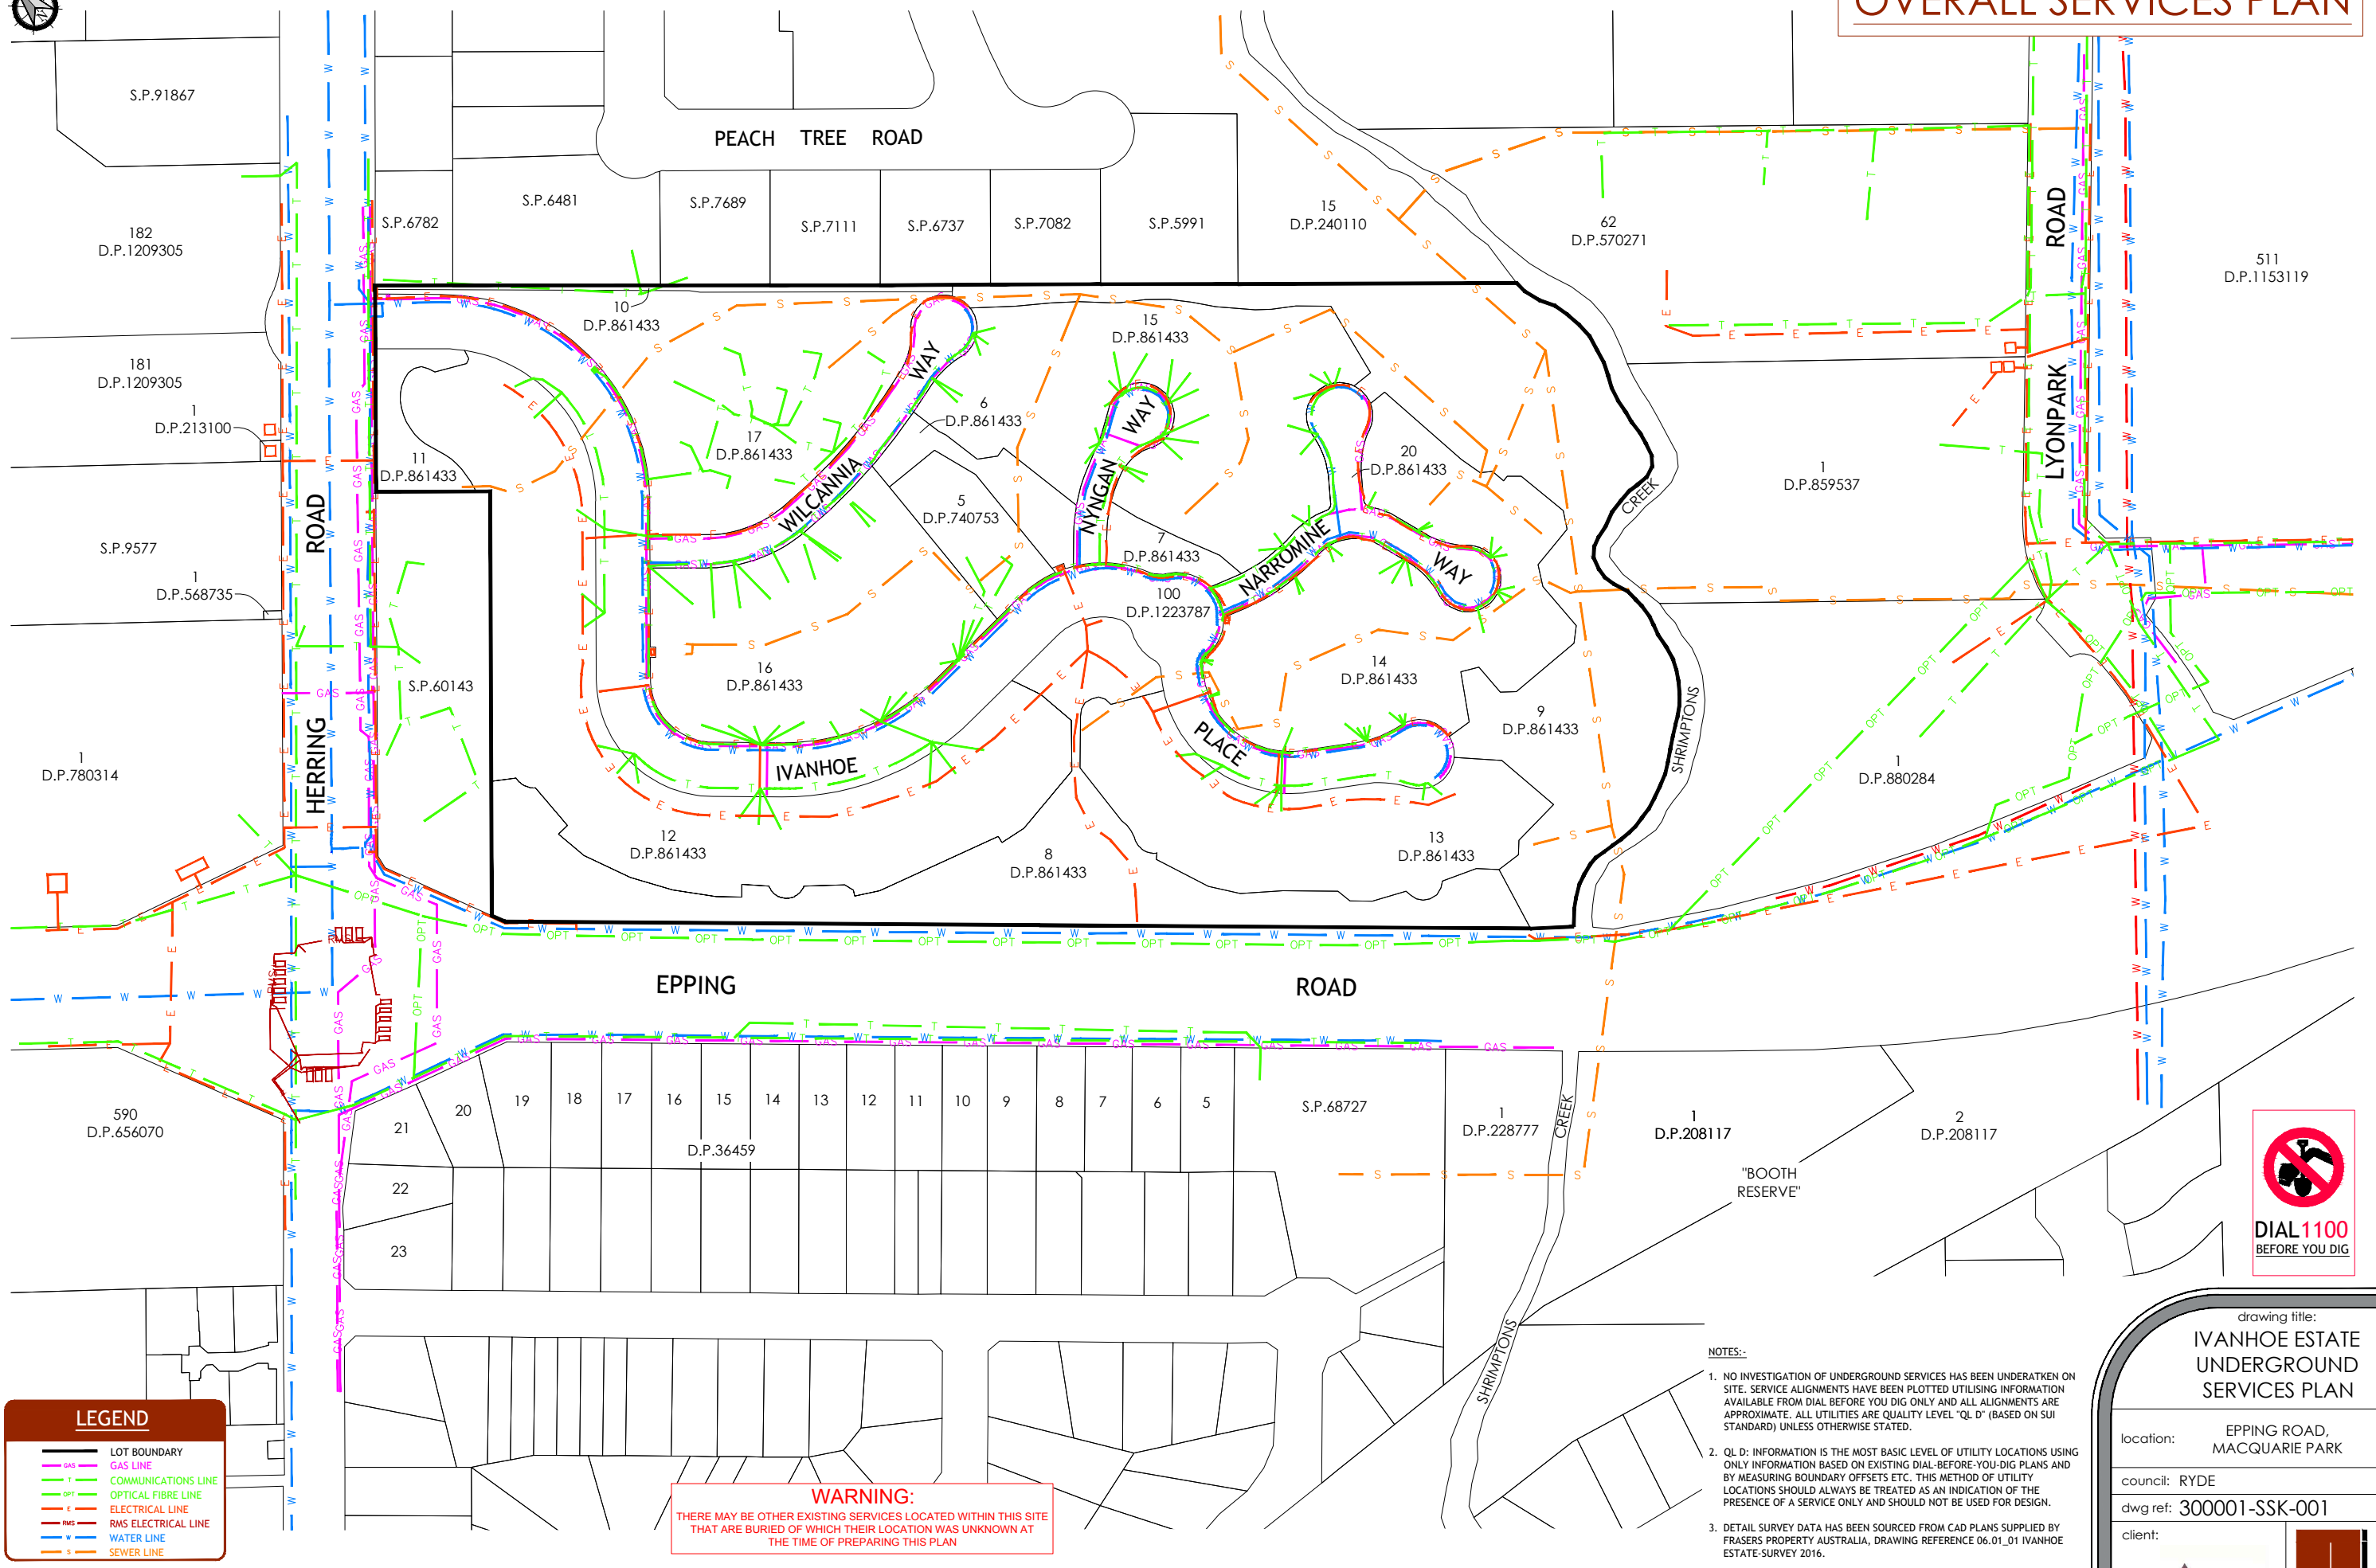 OVERALL SERVICES PLAN
S.P.91867
PEACH TREE ROAD
182
D.P.1209305
S.P.6782
S.P.6481
S.P.7689
S.P.7111
S.P.6737
S.P.7082
S.P.5991
15
D.P.240110
62
D.P.570271
LYONPARK ROAD
511
D.P.1153119
181
D.P.1209305
1
D.P.213100
10
D.P.861433
15
D.P.861433
11
D.P.861433
17
D.P.861433
WILCANNIA WAY
6
D.P.861433
NYNGAN WAY
20
D.P.861433
CREEK
1
D.P.859537
S.P.9577
1
D.P.568735
HERRING ROAD
5
D.P.740753
7
D.P.861433
100
D.P.1223787
NARROMINE WAY
S.P.60143
16
D.P.861433
14
D.P.861433
9
D.P.861433
SHRIMPTONS
1
D.P.780314
IVANHOE PLACE
1
D.P.880284
12
D.P.861433
8
D.P.861433
13
D.P.861433
EPPING ROAD
590
D.P.656070
21
20
19
18
17
16
15
14
13
12
11
10
9
8
7
6
5
D.P.36459
S.P.68727
1
D.P.228777
CREEK
1
D.P.208117
2
D.P.208117
22
23
"BOOTH
RESERVE"
SHRIMPTONS
DIAL1100
BEFORE YOU DIG
LEGEND
LOT BOUNDARY
GAS GAS LINE
T COMMUNICATIONS LINE
OPT OPTICAL FIBRE LINE
E ELECTRICAL LINE
RMS RMS ELECTRICAL LINE
W WATER LINE
S SEWER LINE
WARNING:
THERE MAY BE OTHER EXISTING SERVICES LOCATED WITHIN THIS SITE
THAT ARE BURIED OF WHICH THEIR LOCATION WAS UNKNOWN AT
THE TIME OF PREPARING THIS PLAN
NOTES:-
1. NO INVESTIGATION OF UNDERGROUND SERVICES HAS BEEN UNDERATKEN ON
SITE. SERVICE ALIGNMENTS HAVE BEEN PLOTTED UTILISING INFORMATION
AVAILABLE FROM DIAL BEFORE YOU DIG ONLY AND ALL ALIGNMENTS ARE
APPROXIMATE. ALL UTILITIES ARE QUALITY LEVEL "QL D" (BASED ON SUI
STANDARD) UNLESS OTHERWISE STATED.
2. QL D: INFORMATION IS THE MOST BASIC LEVEL OF UTILITY LOCATIONS USING
ONLY INFORMATION BASED ON EXISTING DIAL-BEFORE-YOU-DIG PLANS AND
BY MEASURING BOUNDARY OFFSETS ETC. THIS METHOD OF UTILITY
LOCATIONS SHOULD ALWAYS BE TREATED AS AN INDICATION OF THE
PRESENCE OF A SERVICE ONLY AND SHOULD NOT BE USED FOR DESIGN.
3. DETAIL SURVEY DATA HAS BEEN SOURCED FROM CAD PLANS SUPPLIED BY
FRASERS PROPERTY AUSTRALIA, DRAWING REFERENCE 06.01_01 IVANHOE
ESTATE-SURVEY 2016.
drawing title:
IVANHOE ESTATE
UNDERGROUND
SERVICES PLAN
location: EPPING ROAD,
MACQUARIE PARK
council: RYDE
dwg ref: 300001-SSK-001
client: